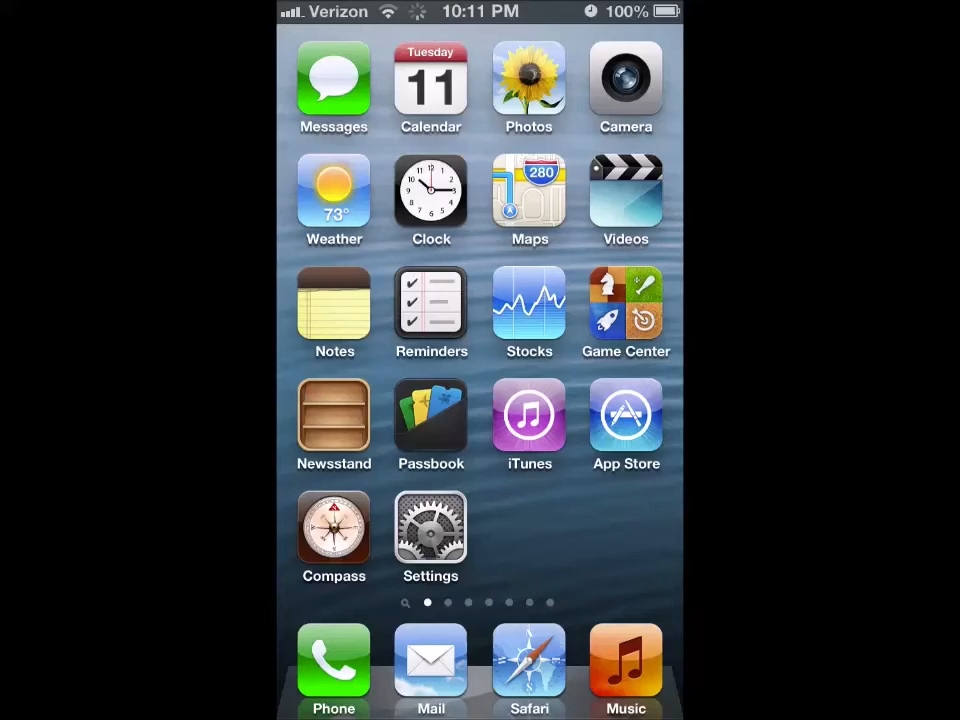 Verizon 10:11 PM 100%
Tuesday
11
Messages Calendar Photos Camera
73°
280
Weather Clock Maps Videos
Notes Reminders Stocks Game Center
Newsstand Passbook iTunes App Store
Compass Settings
Phone Mail Safari Music